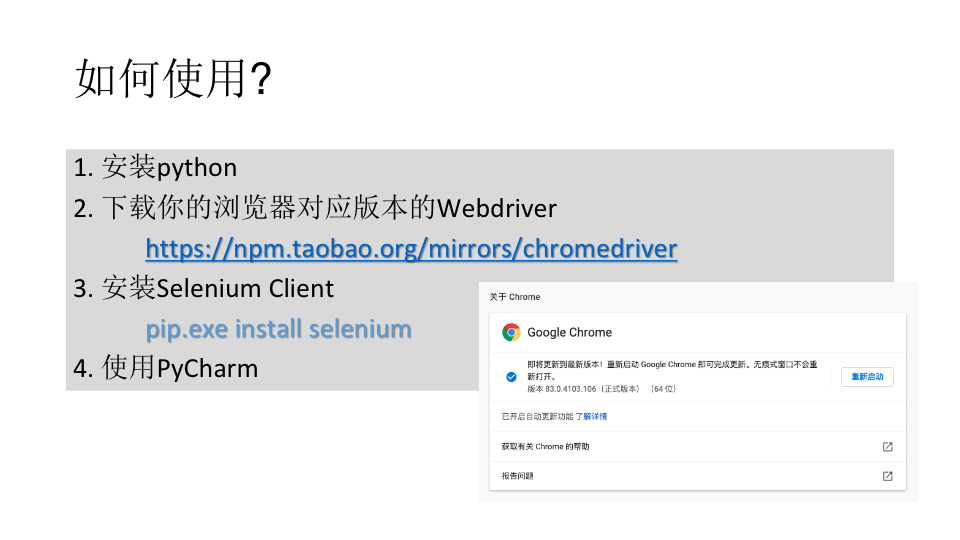 如何使用?
1. 安装python
2. 下载你的浏览器对应版本的Webdriver
https://npm.taobao.org/mirrors/chromedriver
3. 安装Selenium Client
pip.exe install selenium
4. 使用PyCharm
关于 Chrome
Google Chrome
即将更新到最新版本！重新启动 Google Chrome 即可完成更新。无痕式窗口不会重
新打开。
版本 83.0.4103.106（正式版本） （64 位）
重新启动
已开启自动更新功能 了解详情
获取有关 Chrome 的帮助
报告问题